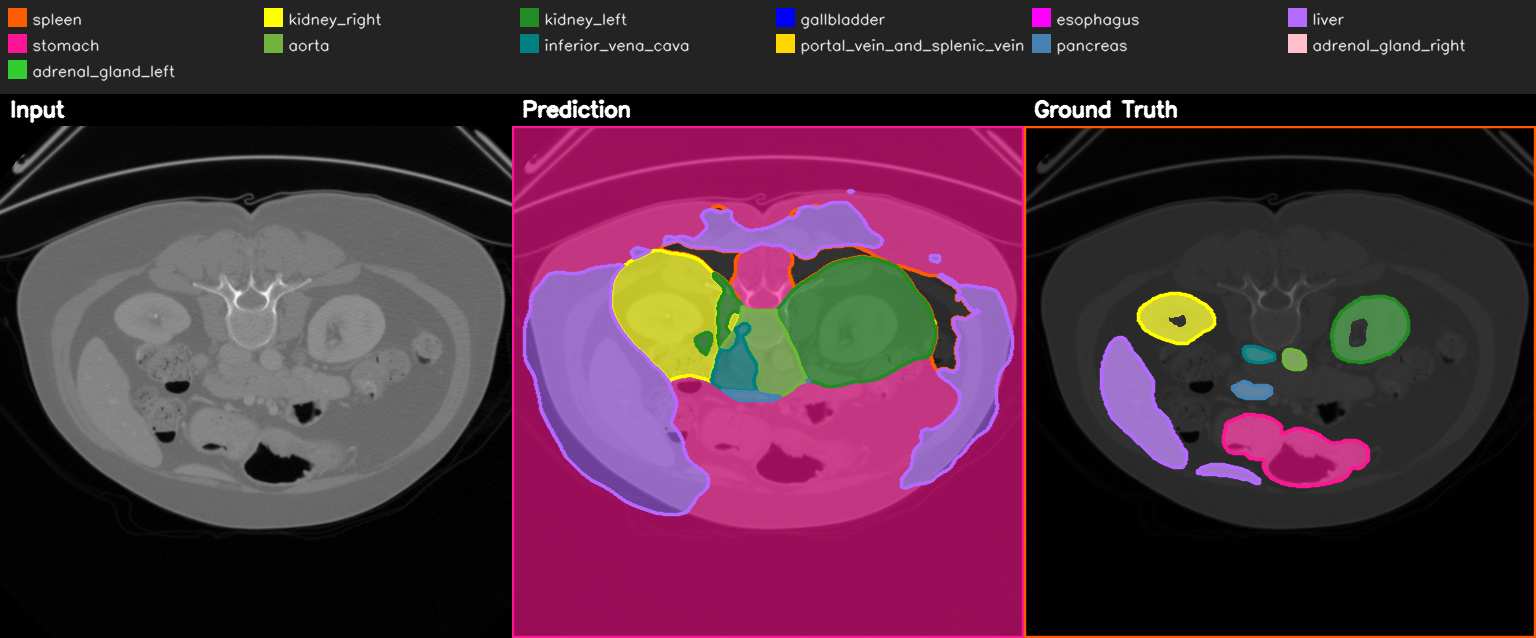 spleen kidney_right kidney_left gallbladder esophagus liver
stomach aorta inferior_vena_cava portal_vein_and_splenic_vein pancreas adrenal_gland_right
adrenal_gland_left
Input Prediction Ground Truth